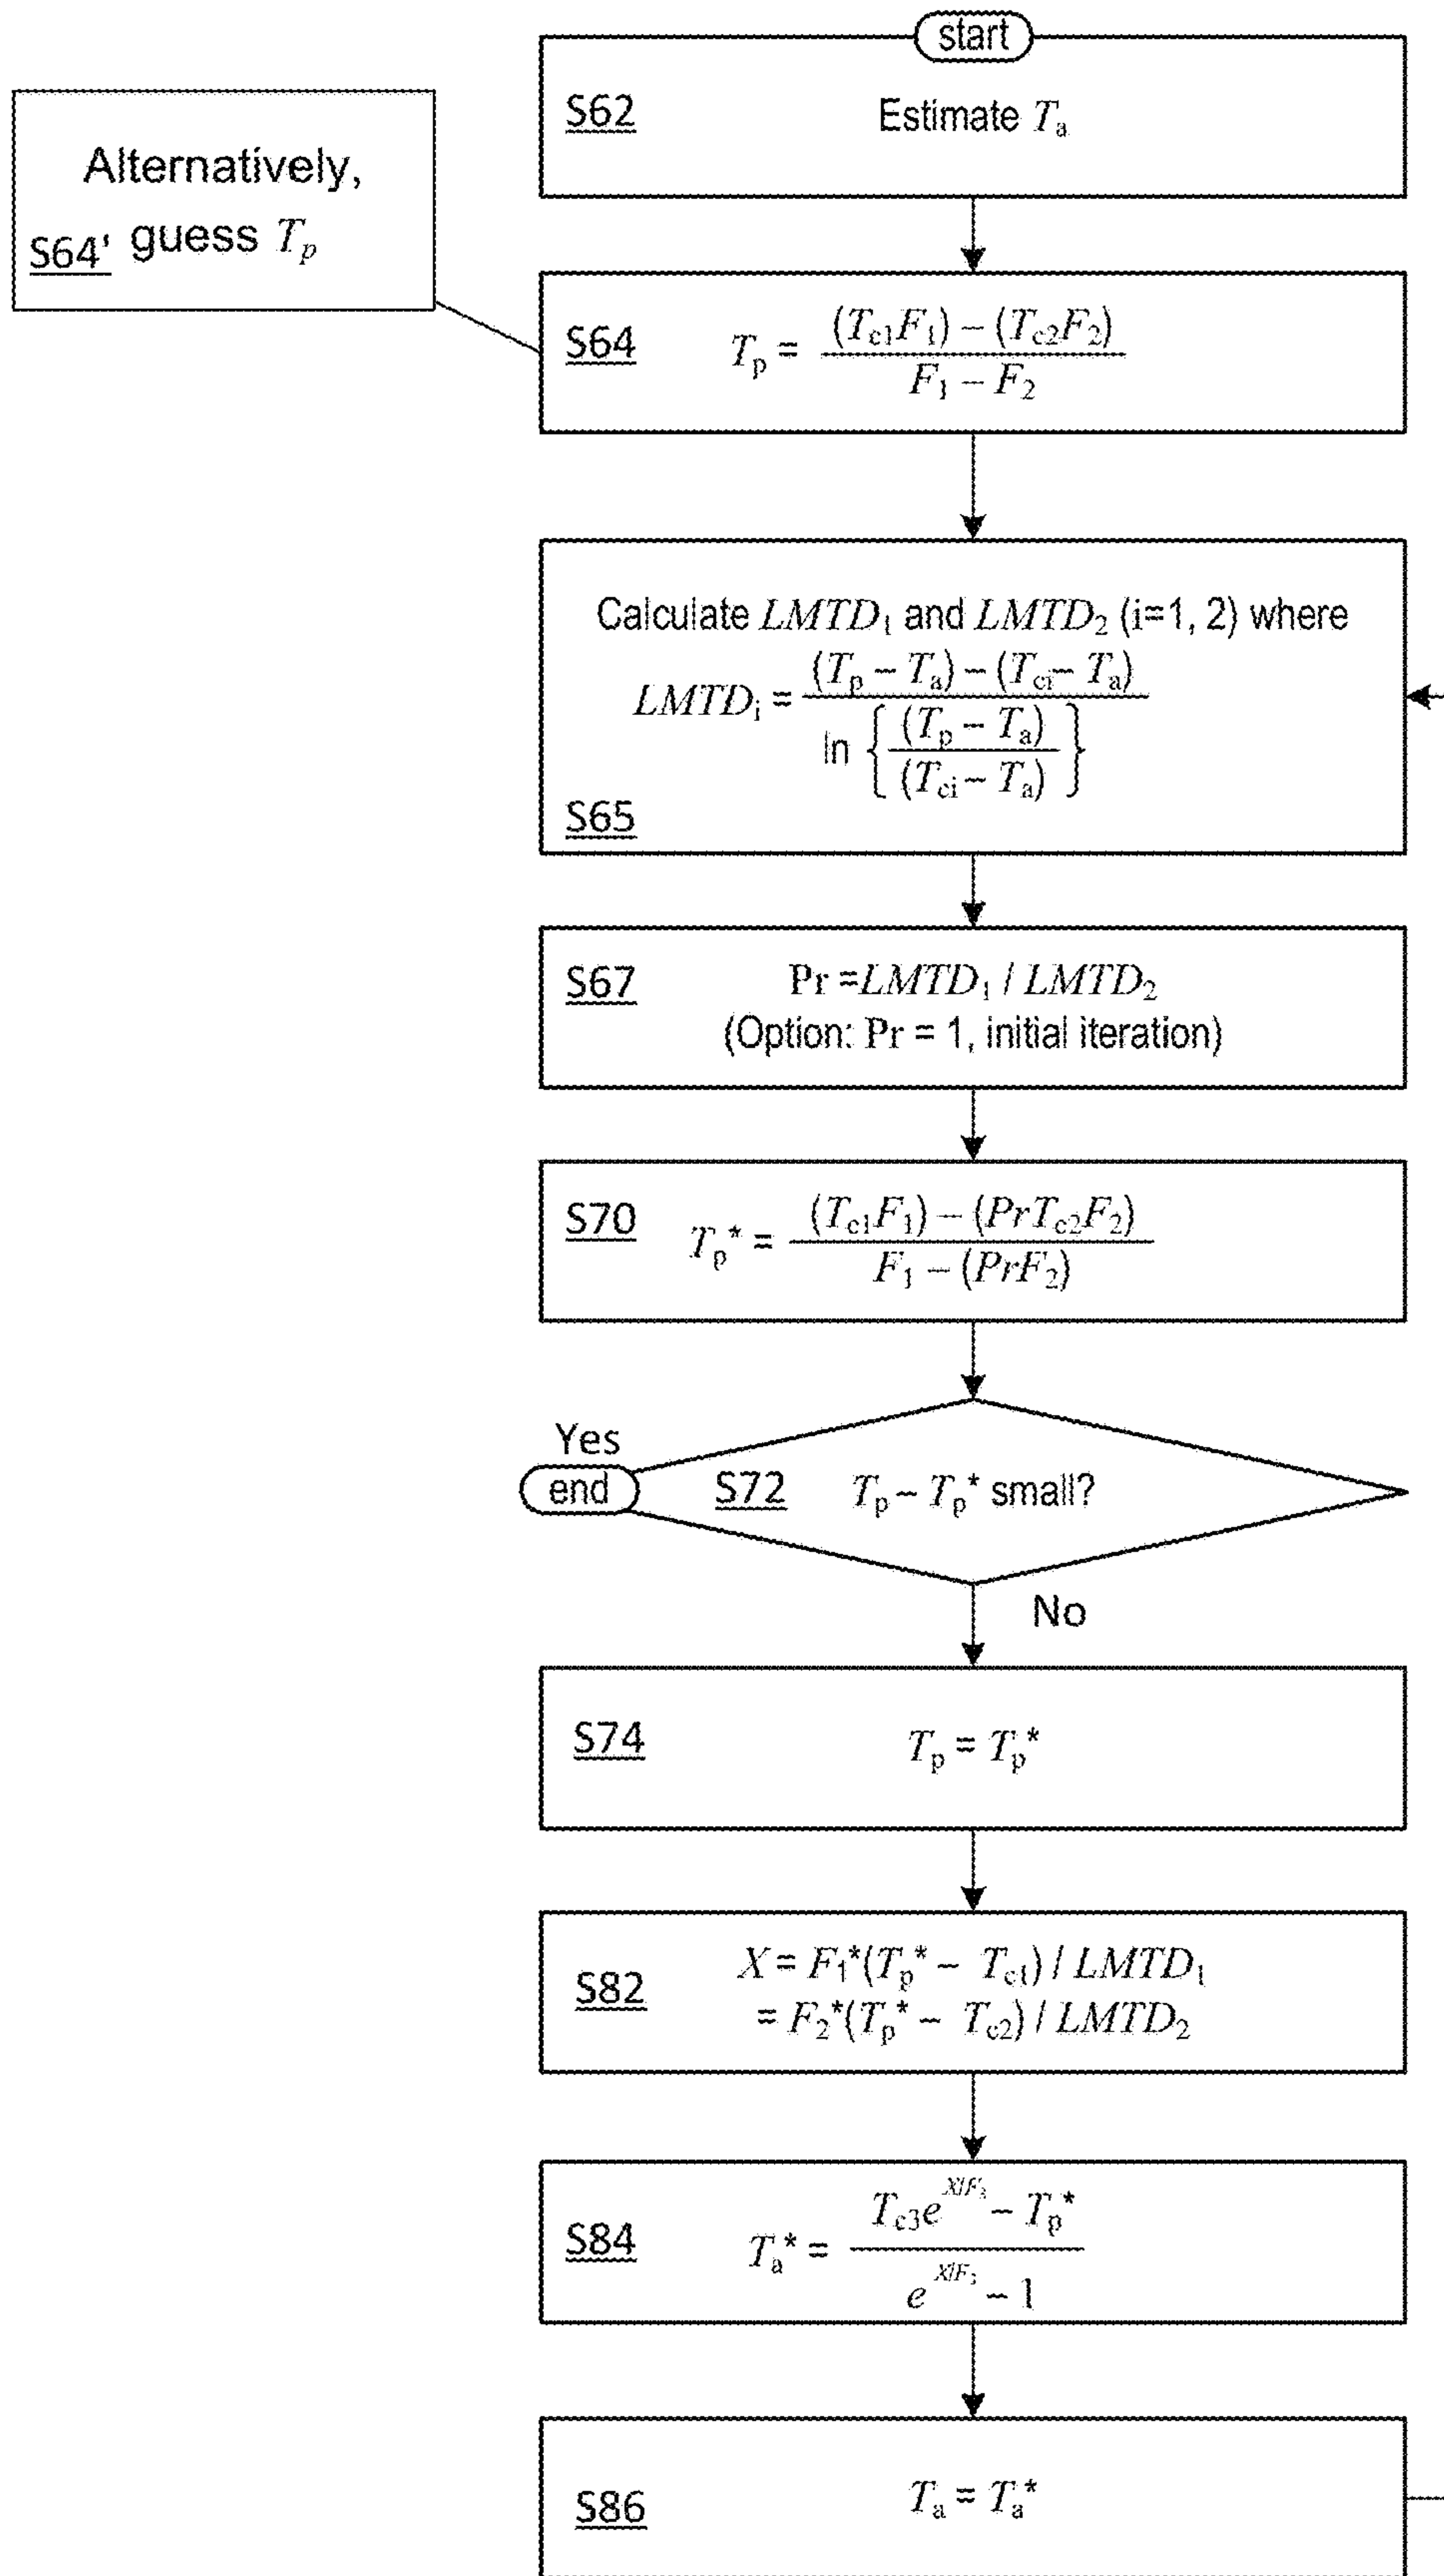 start
S62 Estimate Ta
Alternatively,
S64' guess Tp
S64 Tp = (Tc1F1) – (Tc2F2)
F1 – F2
Calculate LMTD1 and LMTD2 (i=1, 2) where
LMTDi = (Tp – Ta) – (Tci – Ta)
ln { (Tp – Ta)
(Tci – Ta) }
S65
S67 Pr =LMTD1 / LMTD2
(Option: Pr = 1, initial iteration)
S70 Tp* = (Tc1F1) – (PrTc2F2)
F1 – (PrF2)
Yes
end S72 Tp – Tp* small?
No
S74 Tp = Tp*
S82 X = F1*(Tp* – Tc1) / LMTD1
= F2*(Tp* – Tc2) / LMTD2
S84 Ta* = Tc3e^X/F3 – Tp*
e^X/F3 – 1
S86 Ta = Ta*